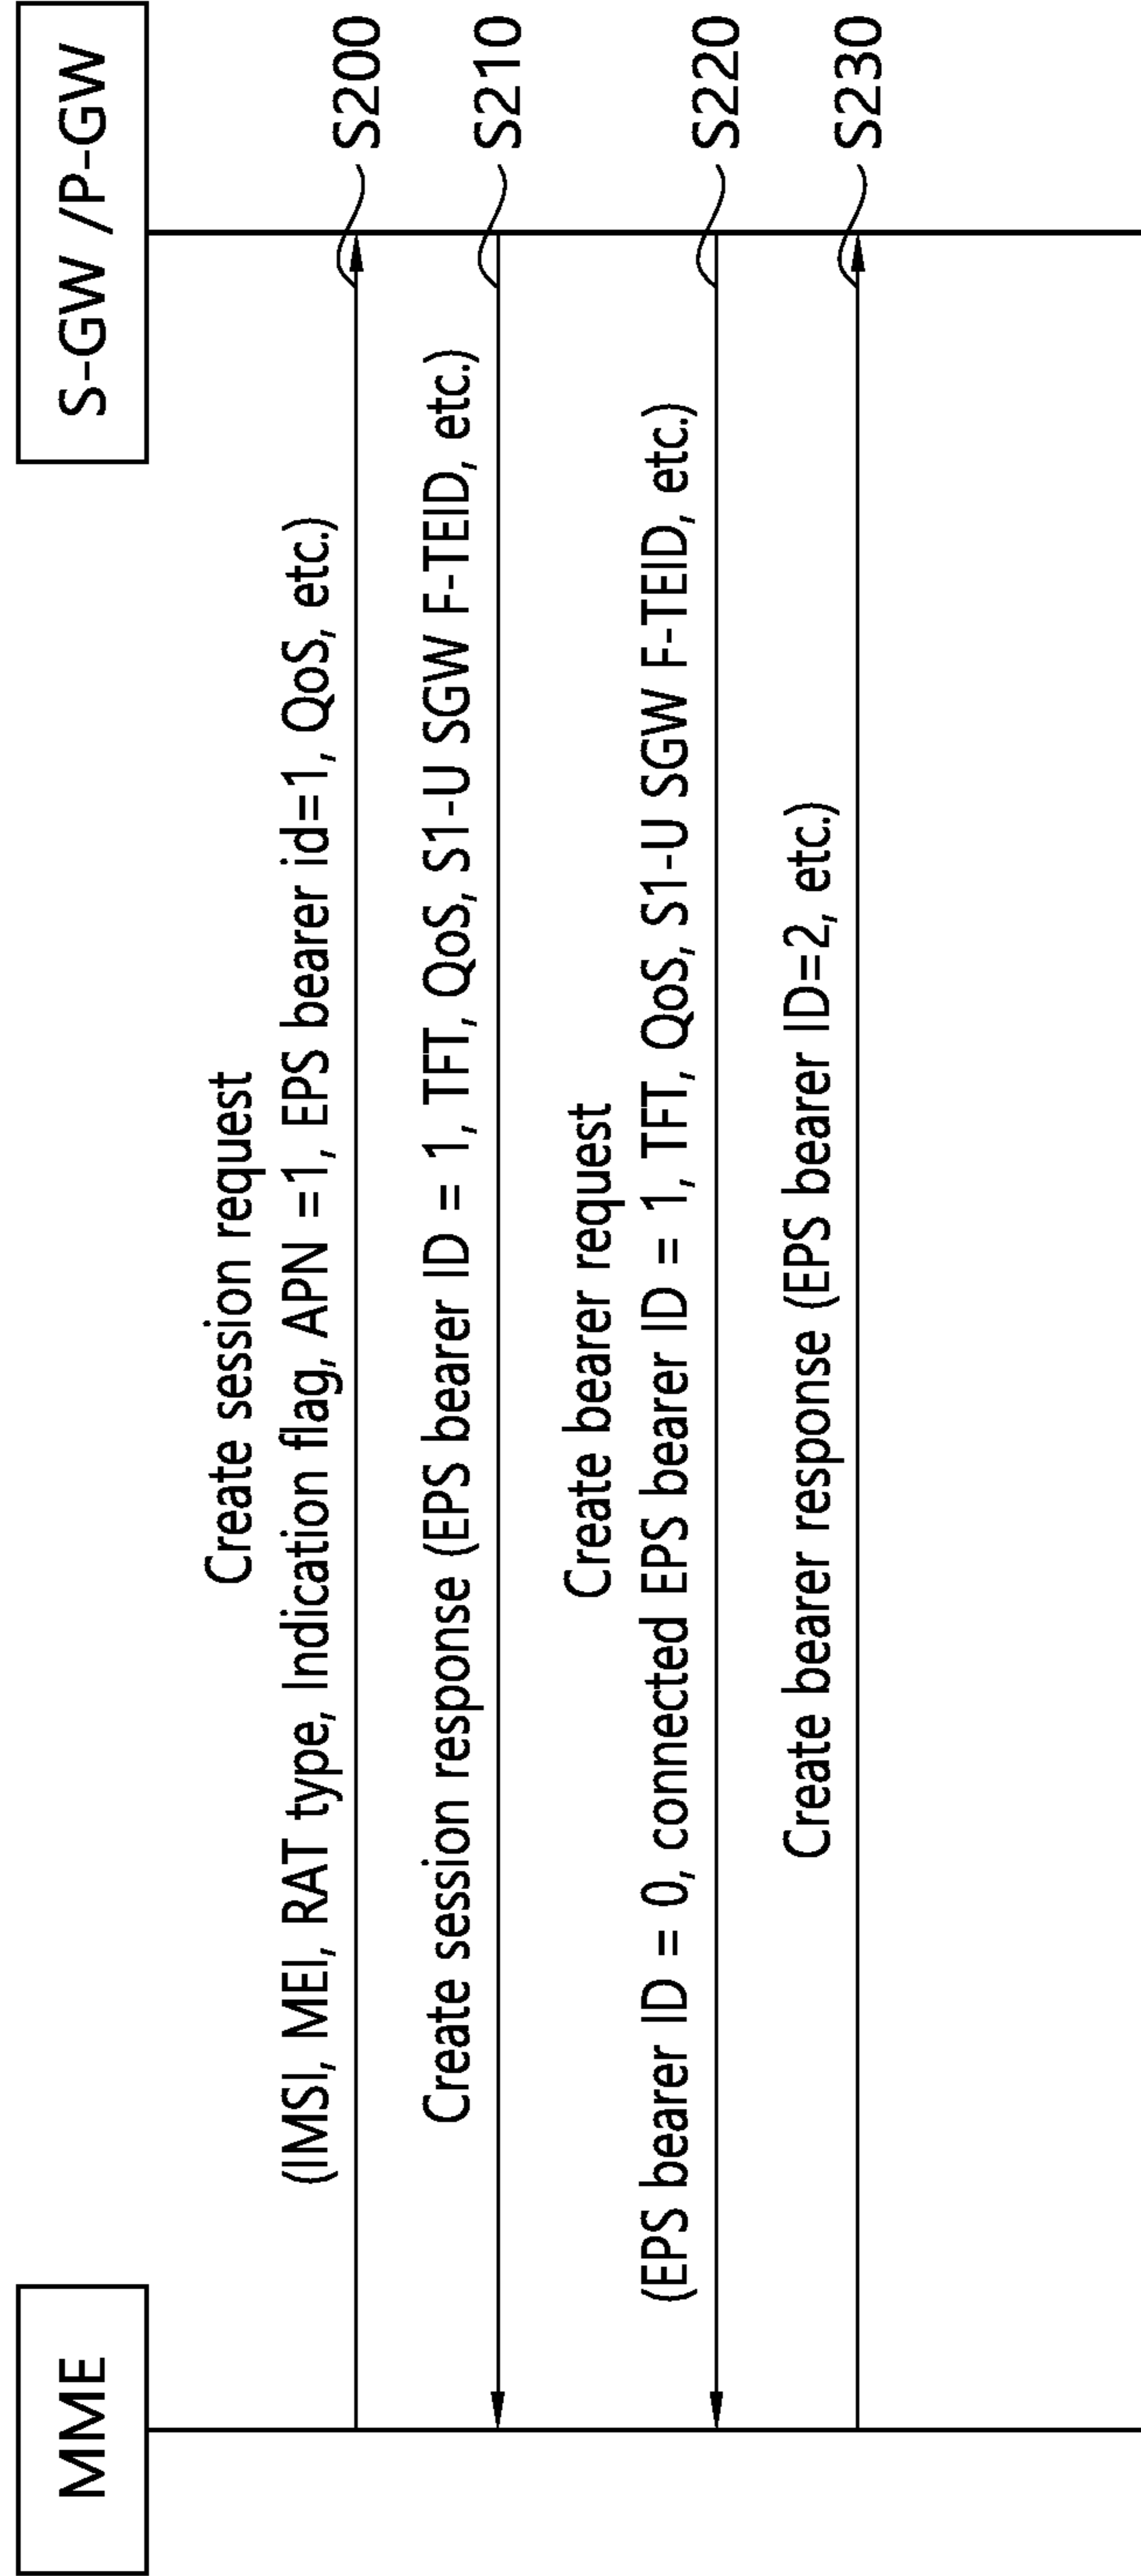 MME
S-GW /P-GW
Create session request
(IMSI, MEI, RAT type, Indication flag, APN =1, EPS bearer id=1, QoS, etc.)
S200
Create session response (EPS bearer ID = 1, TFT, QoS, S1-U SGW F-TEID, etc.)
S210
Create bearer request
(EPS bearer ID = 0, connected EPS bearer ID = 1, TFT, QoS, S1-U SGW F-TEID, etc.)
S220
Create bearer response (EPS bearer ID=2, etc.)
S230